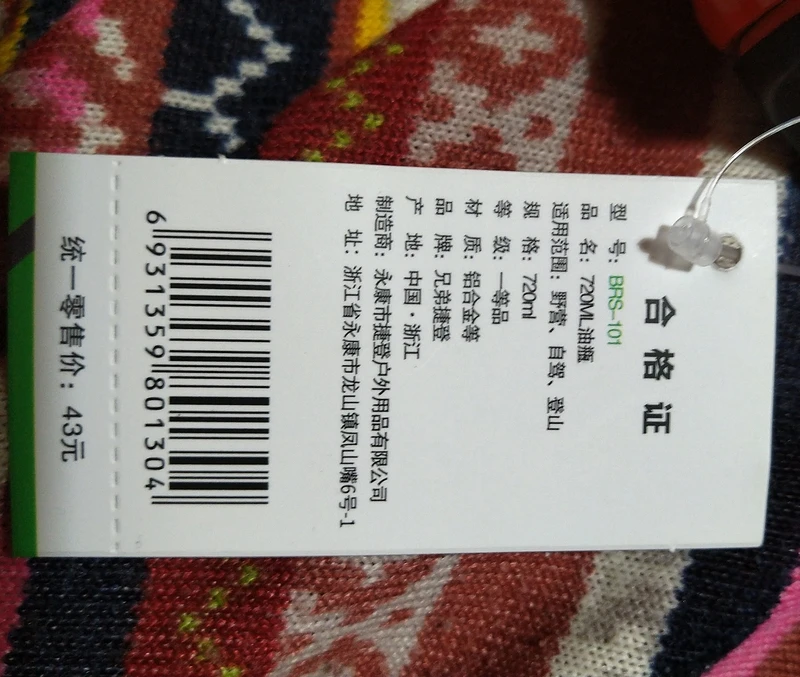 合格证
型 号：BRS-101
品 名：720ML油瓶
适用范围：野营、自驾、登山
规 格：720ml
等 级：一等品
材 质：铝合金等
品 牌：兄弟捷登
产 地：中国·浙江
制造商：永康市捷登户外用品有限公司
地 址：浙江省永康市龙山镇凤山嘴6号-1
6931359801304
统一零售价：43元